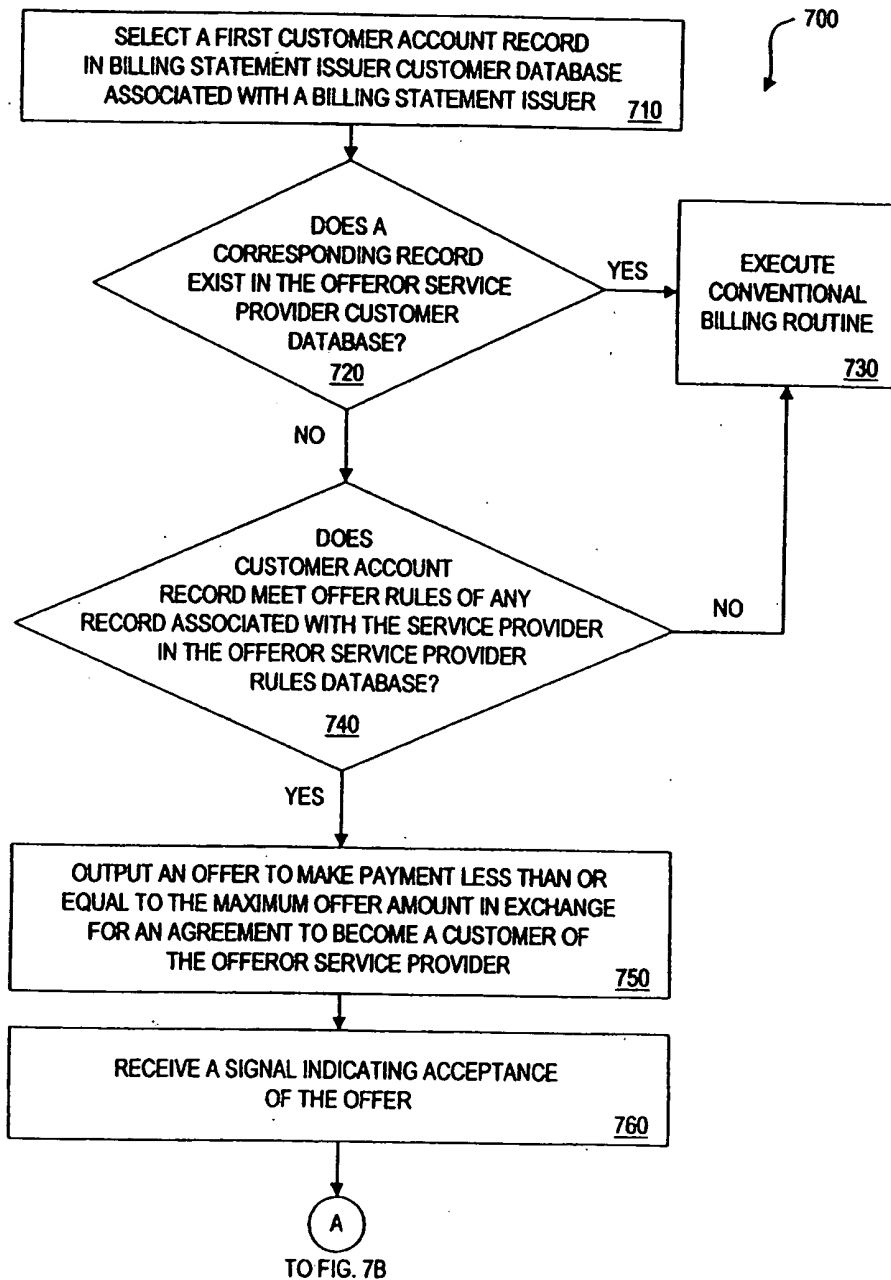 700
SELECT A FIRST CUSTOMER ACCOUNT RECORD
IN BILLING STATEMENT ISSUER CUSTOMER DATABASE
ASSOCIATED WITH A BILLING STATEMENT ISSUER
710
DOES A
CORRESPONDING RECORD
EXIST IN THE OFFEROR SERVICE
PROVIDER CUSTOMER
DATABASE?
720
YES
EXECUTE
CONVENTIONAL
BILLING ROUTINE
730
NO
DOES
CUSTOMER ACCOUNT
RECORD MEET OFFER RULES OF ANY
RECORD ASSOCIATED WITH THE SERVICE PROVIDER
IN THE OFFEROR SERVICE PROVIDER
RULES DATABASE?
740
NO
YES
OUTPUT AN OFFER TO MAKE PAYMENT LESS THAN OR
EQUAL TO THE MAXIMUM OFFER AMOUNT IN EXCHANGE
FOR AN AGREEMENT TO BECOME A CUSTOMER OF
THE OFFEROR SERVICE PROVIDER
750
RECEIVE A SIGNAL INDICATING ACCEPTANCE
OF THE OFFER
760
A
TO FIG. 7B